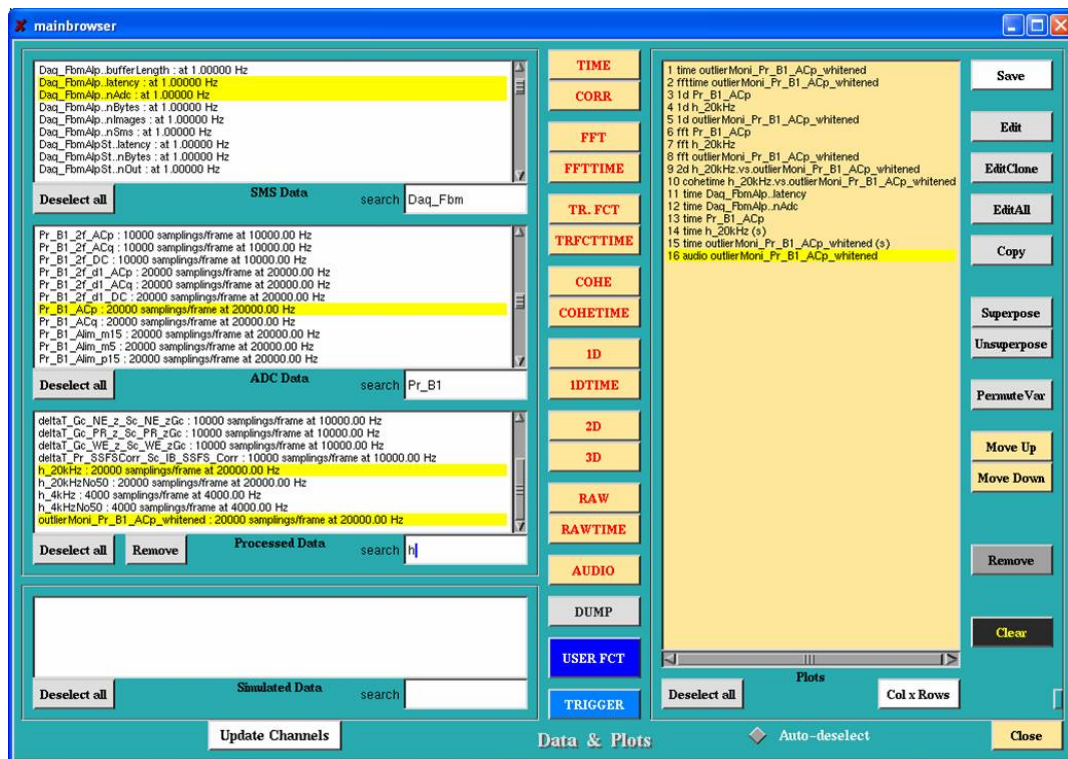 mainbrowser
Daq_FbmAlp..bufferLength : at 1.00000 Hz
Daq_FbmAlp..latency : at 1.00000 Hz
Daq_FbmAlp..nAdc : at 1.00000 Hz
Daq_FbmAlp..nBytes : at 1.00000 Hz
Daq_FbmAlp..nImages : at 1.00000 Hz
Daq_FbmAlp..nSms : at 1.00000 Hz
Daq_FbmAlpSt..latency : at 1.00000 Hz
Daq_FbmAlpSt..nBytes : at 1.00000 Hz
Daq_FbmAlpSt..nOut : at 1.00000 Hz
Deselect all
SMS Data
search
Daq_Fbm
Pr_B1_2f_ACp : 10000 samplings/frame at 10000.00 Hz
Pr_B1_2f_ACq : 10000 samplings/frame at 10000.00 Hz
Pr_B1_2f_DC : 10000 samplings/frame at 10000.00 Hz
Pr_B1_2f_d1_ACp : 20000 samplings/frame at 20000.00 Hz
Pr_B1_2f_d1_ACq : 20000 samplings/frame at 20000.00 Hz
Pr_B1_2f_d1_DC : 20000 samplings/frame at 20000.00 Hz
Pr_B1_ACp : 20000 samplings/frame at 20000.00 Hz
Pr_B1_ACq : 20000 samplings/frame at 20000.00 Hz
Pr_B1_Alim_m15 : 20000 samplings/frame at 20000.00 Hz
Pr_B1_Alim_m5 : 20000 samplings/frame at 20000.00 Hz
Pr_B1_Alim_p15 : 20000 samplings/frame at 20000.00 Hz
Deselect all
ADC Data
search
Pr_B1
deltaT_Gc_NE_z_Sc_NE_zGc : 10000 samplings/frame at 10000.00 Hz
deltaT_Gc_PR_z_Sc_PR_zGc : 10000 samplings/frame at 10000.00 Hz
deltaT_Gc_WE_z_Sc_WE_zGc : 10000 samplings/frame at 10000.00 Hz
deltaT_Pr_SSFSCorr_Sc_IB_SSFS_Corr : 10000 samplings/frame at 10000.00 Hz
h_20kHz : 20000 samplings/frame at 20000.00 Hz
h_20kHzNo50 : 20000 samplings/frame at 20000.00 Hz
h_4kHz : 4000 samplings/frame at 4000.00 Hz
h_4kHzNo50 : 4000 samplings/frame at 4000.00 Hz
outlierMoni_Pr_B1_ACp_whitened : 20000 samplings/frame at 20000.00 Hz
Deselect all
Remove
Processed Data
search
h
Deselect all
Simulated Data
search
Update Channels
TIME
CORR
FFT
FFTTIME
TR. FCT
TRFCTTIME
COHE
COHETIME
1D
1DTIME
2D
3D
RAW
RAWTIME
AUDIO
DUMP
USER FCT
TRIGGER
Data & Plots
1 time outlierMoni_Pr_B1_ACp_whitened
2 ffttime outlierMoni_Pr_B1_ACp_whitened
3 1d Pr_B1_ACp
4 1d h_20kHz
5 1d outlierMoni_Pr_B1_ACp_whitened
6 fft Pr_B1_ACp
7 fft h_20kHz
8 fft outlierMoni_Pr_B1_ACp_whitened
9 2d h_20kHz.vs.outlierMoni_Pr_B1_ACp_whitened
10 cohetime h_20kHz.vs.outlierMoni_Pr_B1_ACp_whitened
11 time Daq_FbmAlp..latency
12 time Daq_FbmAlp..nAdc
13 time Pr_B1_ACp
14 time h_20kHz (s)
15 time outlierMoni_Pr_B1_ACp_whitened (s)
16 audio outlierMoni_Pr_B1_ACp_whitened
Plots
Deselect all
Col x Rows
Auto-deselect
Save
Edit
EditClone
EditAll
Copy
Superpose
Unsuperpose
PermuteVar
Move Up
Move Down
Remove
Clear
Close